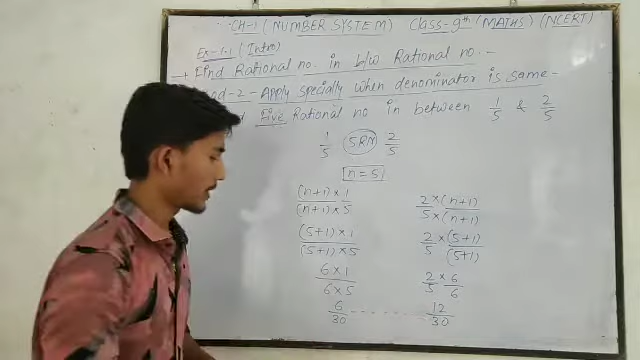 CH-1 (NUMBER SYSTEM) Class-9th (MATHS) (NCERT)
Ex-1.1 (Intro)
→ Find Rational no. in b/w Rational no. -
od-2 - Apply specially when denominator is same -
d Five Rational no in between 1/5 & 2/5
1/5 (5RN) 2/5
n = 5
(n+1) × 1 / (n+1) × 5 2 × (n+1) / 5 × (n+1)
(5+1) × 1 / (5+1) × 5 2/5 × (5+1)/(5+1)
6 × 1 / 6 × 5 2/5 × 6/6
6/30 ........ 12/30